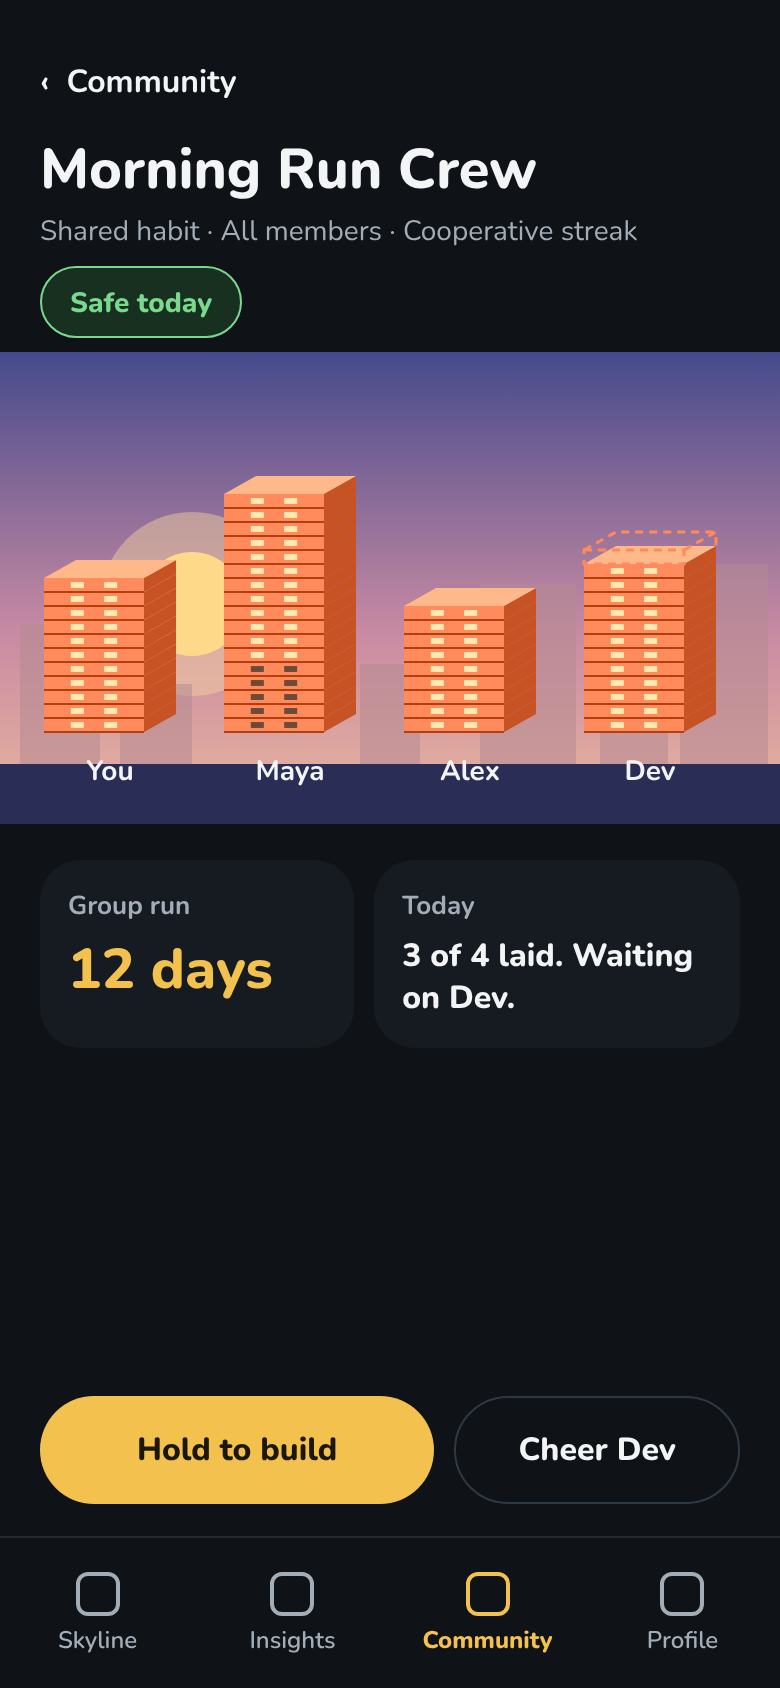 ‹ Community
Morning Run Crew
Shared habit · All members · Cooperative streak
Safe today
You Maya Alex Dev
Group run
12 days
Today
3 of 4 laid. Waiting
on Dev.
Hold to build
Cheer Dev
Skyline Insights Community Profile